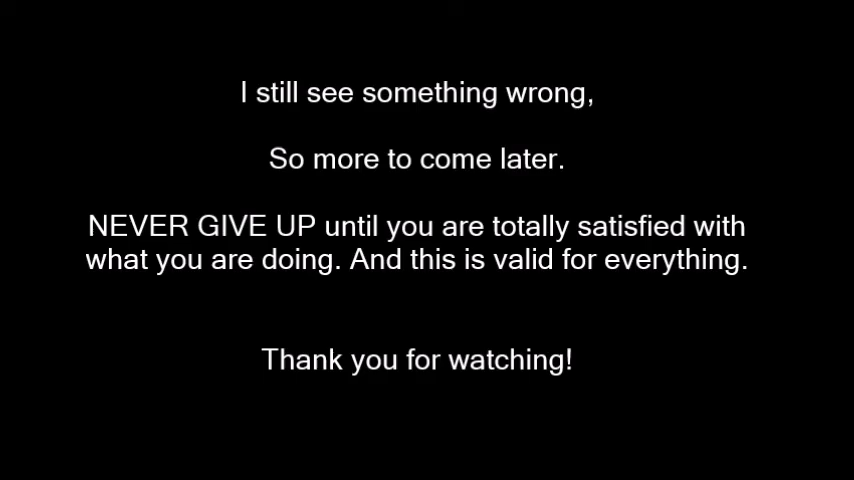 I still see something wrong,
So more to come later.
NEVER GIVE UP until you are totally satisfied with
what you are doing. And this is valid for everything.
Thank you for watching!